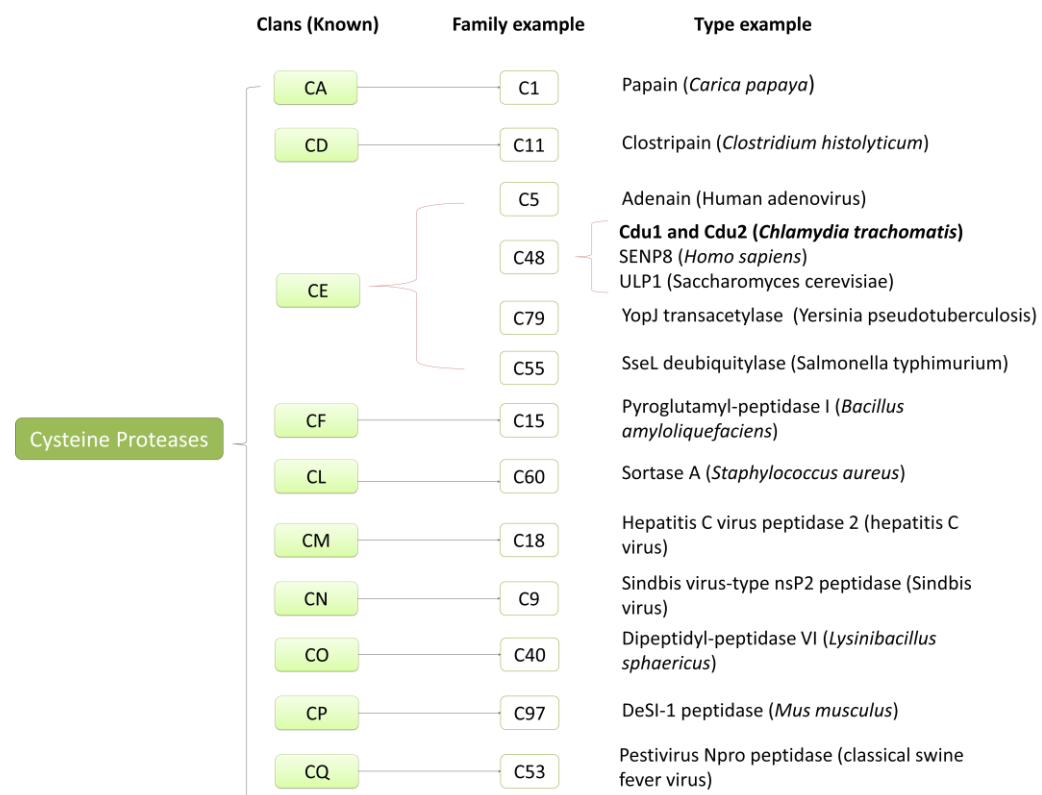 Clans (Known) Family example Type example
CA C1 Papain (Carica papaya)
CD C11 Clostripain (Clostridium histolyticum)
C5 Adenain (Human adenovirus)
Cdu1 and Cdu2 (Chlamydia trachomatis)
C48 SENP8 (Homo sapiens)
ULP1 (Saccharomyces cerevisiae)
CE
C79 YopJ transacetylase (Yersinia pseudotuberculosis)
C55 SseL deubiquitylase (Salmonella typhimurium)
CF C15 Pyroglutamyl-peptidase I (Bacillus
amyloliquefaciens)
Cysteine Proteases
CL C60 Sortase A (Staphylococcus aureus)
CM C18 Hepatitis C virus peptidase 2 (hepatitis C
virus)
CN C9 Sindbis virus-type nsP2 peptidase (Sindbis
virus)
CO C40 Dipeptidyl-peptidase VI (Lysinibacillus
sphaericus)
CP C97 DeSI-1 peptidase (Mus musculus)
CQ C53 Pestivirus Npro peptidase (classical swine
fever virus)